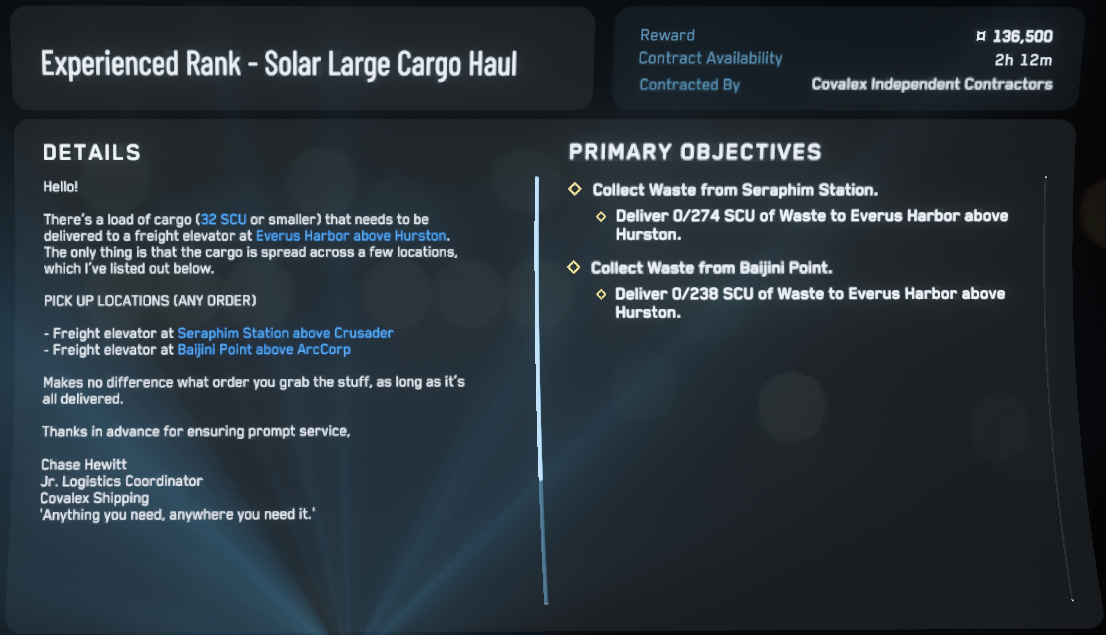 Experienced Rank - Solar Large Cargo Haul
Reward ¤ 136,500
Contract Availability 2h 12m
Contracted By Covalex Independent Contractors
DETAILS
Hello!
There's a load of cargo (32 SCU or smaller) that needs to be
delivered to a freight elevator at Everus Harbor above Hurston.
The only thing is that the cargo is spread across a few locations,
which I've listed out below.
PICK UP LOCATIONS (ANY ORDER)
- Freight elevator at Seraphim Station above Crusader
- Freight elevator at Baijini Point above ArcCorp
Makes no difference what order you grab the stuff, as long as it's
all delivered.
Thanks in advance for ensuring prompt service,
Chase Hewitt
Jr. Logistics Coordinator
Covalex Shipping
'Anything you need, anywhere you need it.'
PRIMARY OBJECTIVES
Collect Waste from Seraphim Station.
Deliver 0/274 SCU of Waste to Everus Harbor above
Hurston.
Collect Waste from Baijini Point.
Deliver 0/238 SCU of Waste to Everus Harbor above
Hurston.